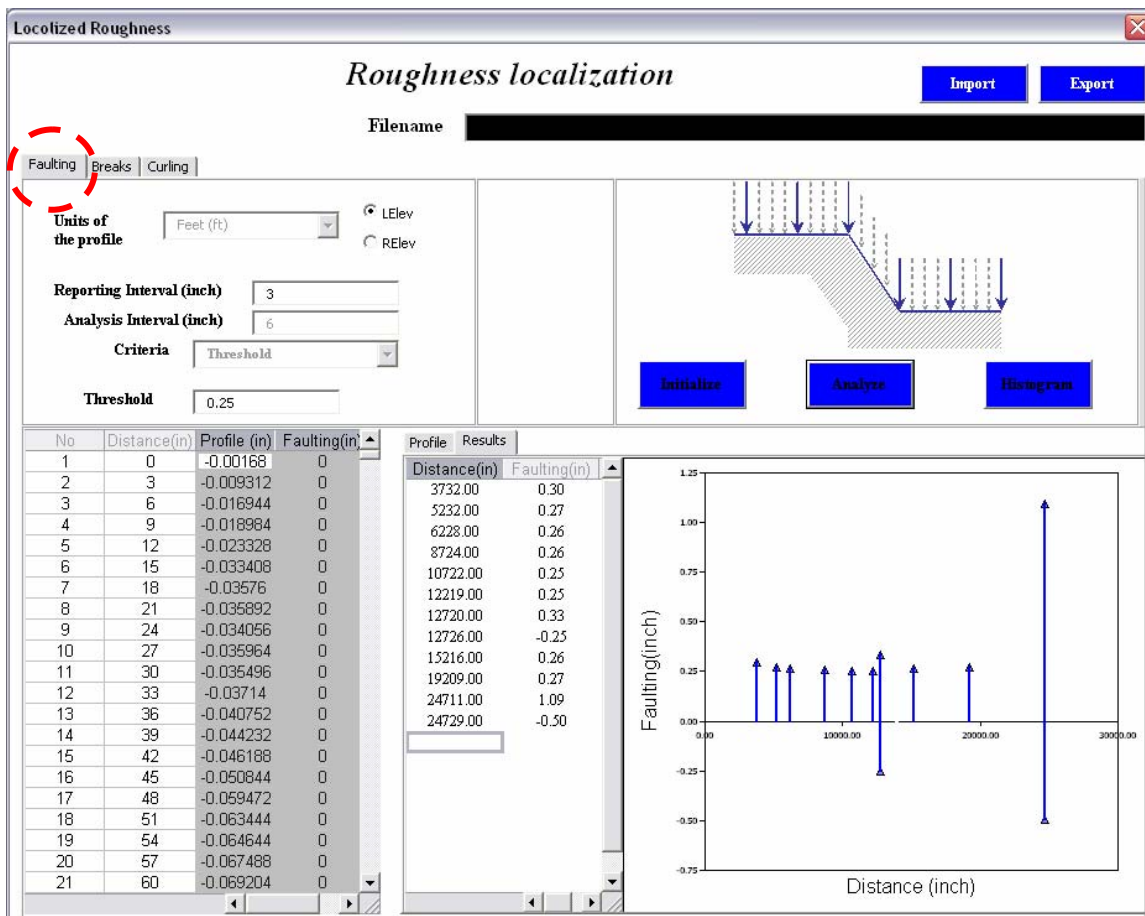 Locolized Roughness
Roughness localization
Import Export
Filename
Faulting Breaks Curling
Units of
the profile
Feet (ft)
LElev
RElev
Reporting Interval (inch) 3
Analysis Interval (inch) 6
Criteria Threshold
Threshold 0.25
Initialize Analyze Histogram
No Distance(in) Profile (in) Faulting(in)
1 0 -0.00168 0
2 3 -0.009312 0
3 6 -0.016944 0
4 9 -0.018984 0
5 12 -0.023328 0
6 15 -0.033408 0
7 18 -0.03576 0
8 21 -0.035892 0
9 24 -0.034056 0
10 27 -0.035964 0
11 30 -0.035496 0
12 33 -0.03714 0
13 36 -0.040752 0
14 39 -0.044232 0
15 42 -0.046188 0
16 45 -0.050844 0
17 48 -0.059472 0
18 51 -0.063444 0
19 54 -0.064644 0
20 57 -0.067488 0
21 60 -0.069204 0
Profile Results
Distance(in) Faulting(in)
3732.00 0.30
5232.00 0.27
6228.00 0.26
8724.00 0.26
10722.00 0.25
12219.00 0.25
12720.00 0.33
12726.00 -0.25
15216.00 0.26
19209.00 0.27
24711.00 1.09
24729.00 -0.50
Faulting(inch)
1.25
1.00
0.75
0.50
0.25
0.00
-0.25
-0.50
-0.75
0.00 10000.00 20000.00 30000.00
Distance (inch)